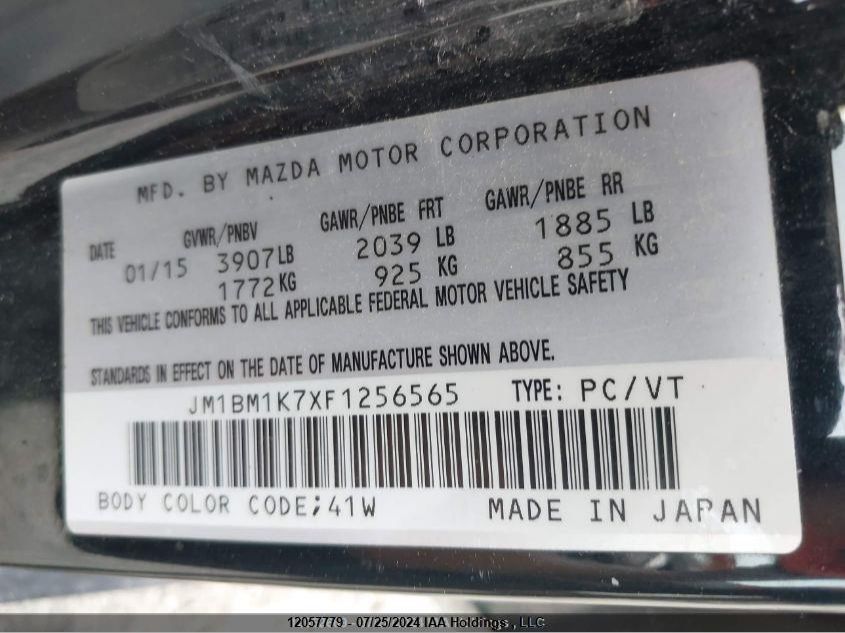 MFD. BY MAZDA MOTOR CORPORATION
DATE GVWR/PNBV GAWR/PNBE FRT GAWR/PNBE RR
01/15 3907LB 2039 LB 1885 LB
1772KG 925 KG 855 KG
THIS VEHICLE CONFORMS TO ALL APPLICABLE FEDERAL MOTOR VEHICLE SAFETY
STANDARDS IN EFFECT ON THE DATE OF MANUFACTURE SHOWN ABOVE.
JM1BM1K7XF1256565 TYPE: PC/VT
BODY COLOR CODE;41W MADE IN JAPAN
12057779 - 07/25/2024 IAA Holdings , LLC